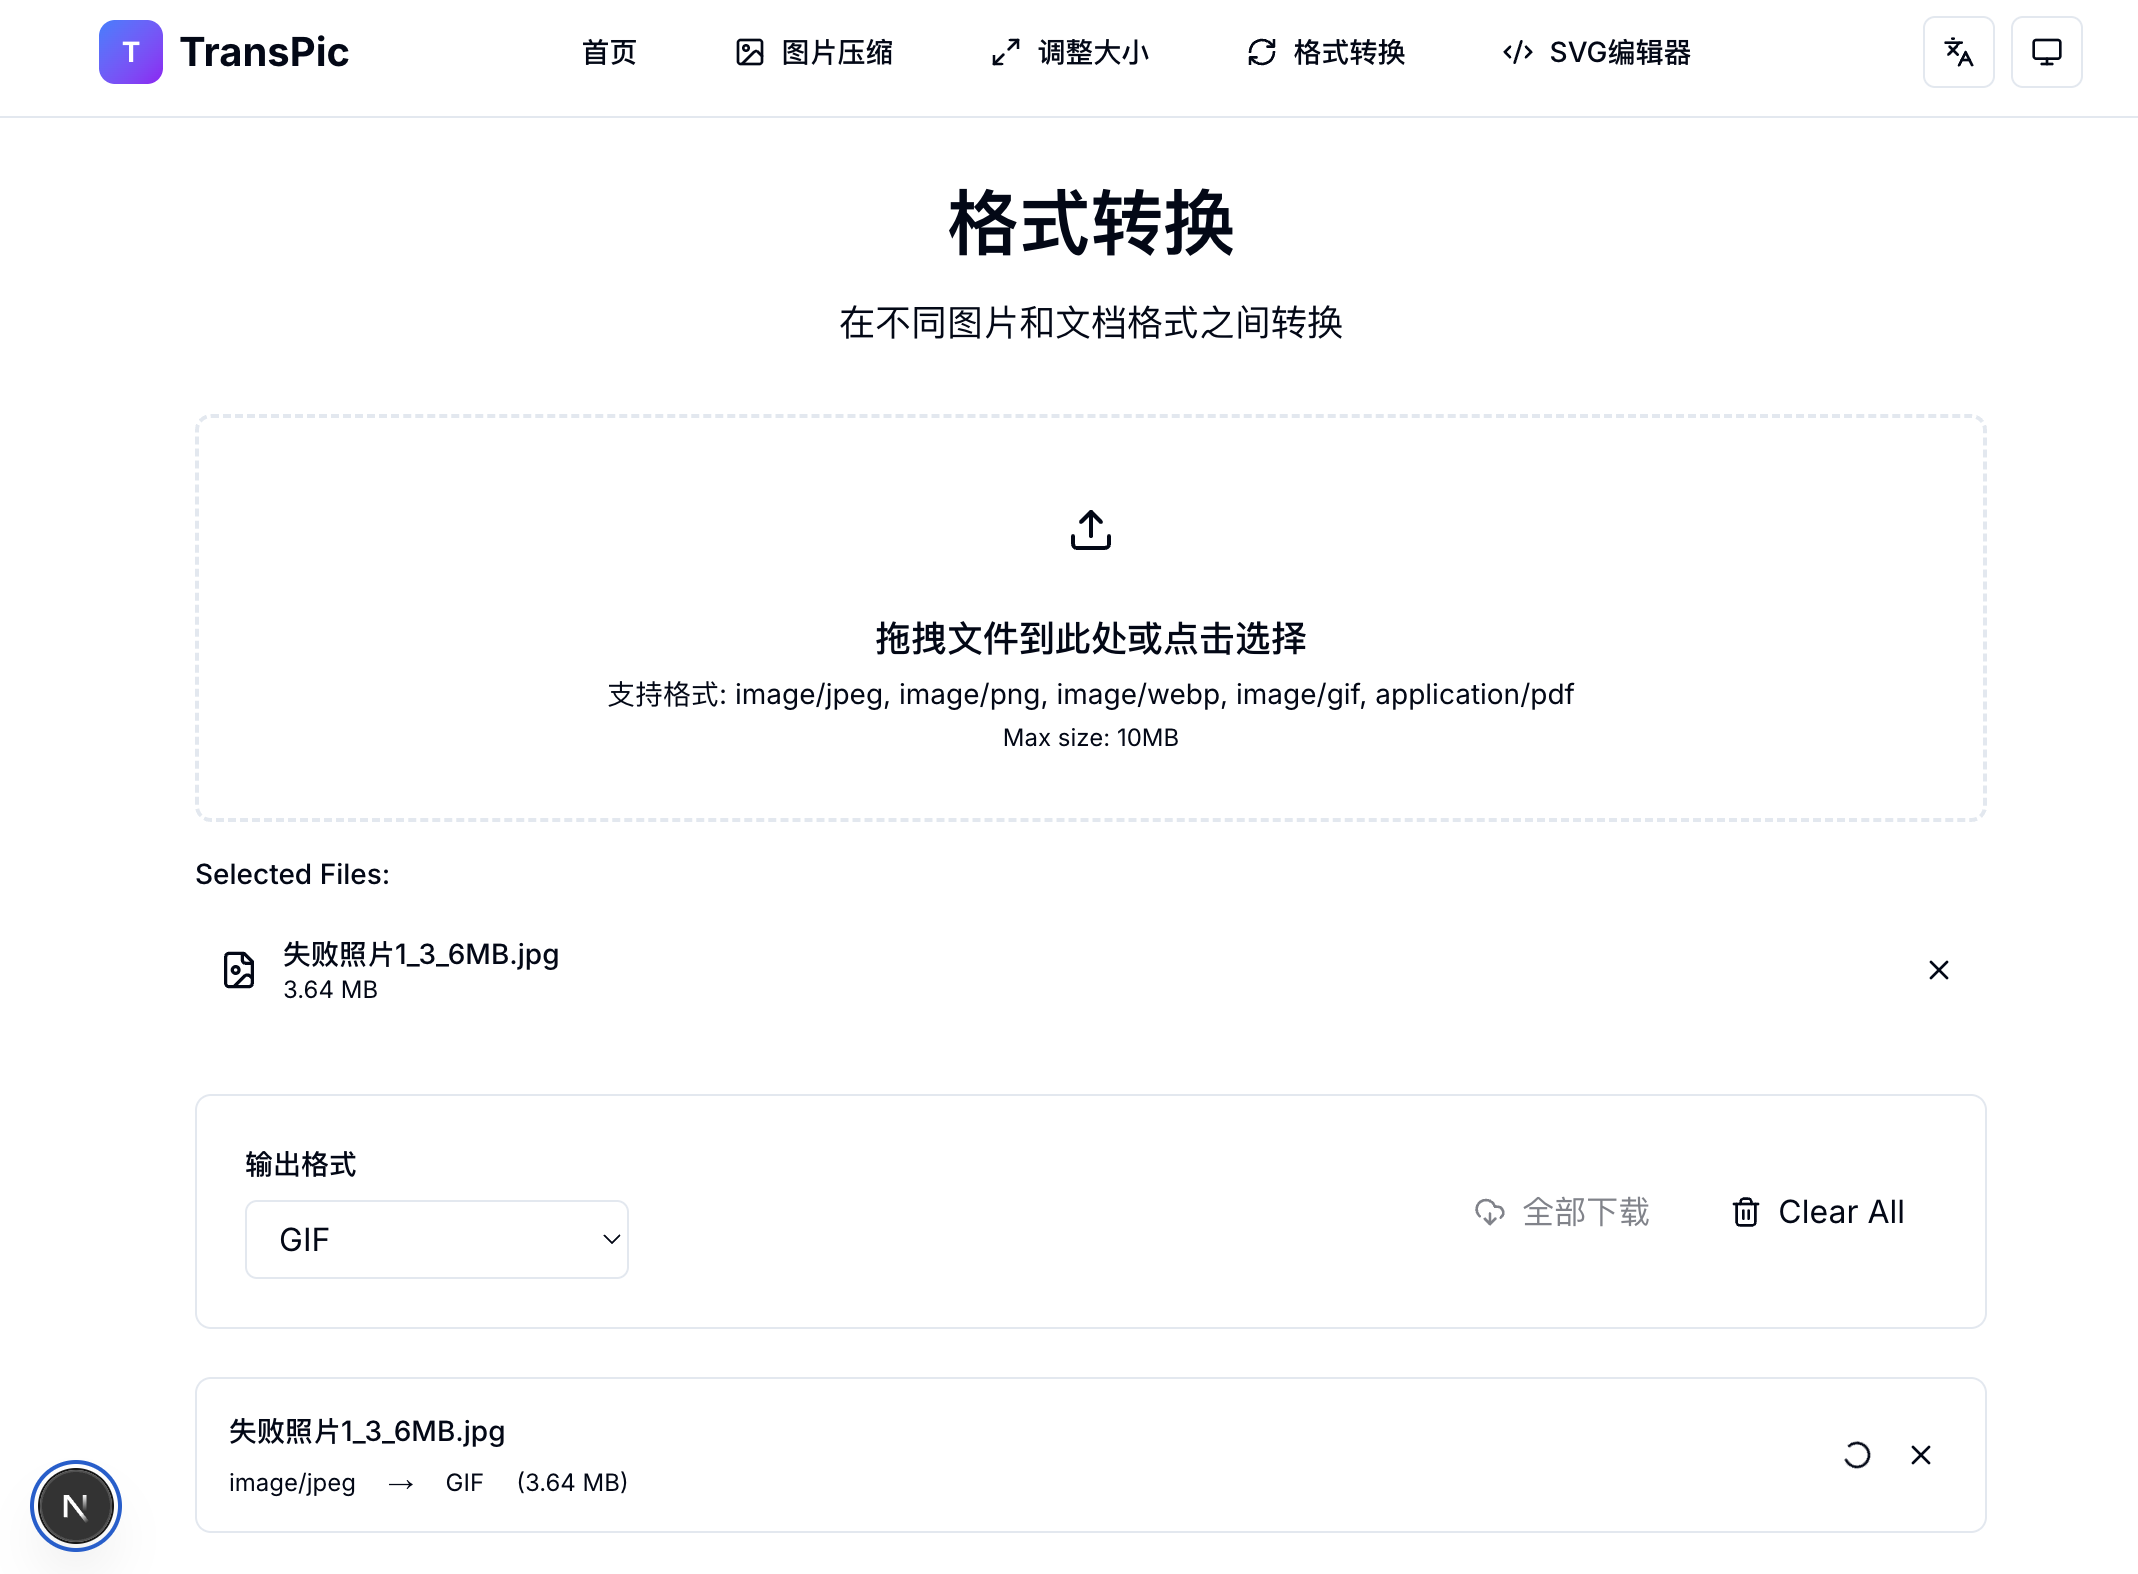 T TransPic
首页
图片压缩
调整大小
格式转换
SVG编辑器
格式转换
在不同图片和文档格式之间转换
拖拽文件到此处或点击选择
支持格式: image/jpeg, image/png, image/webp, image/gif, application/pdf
Max size: 10MB
Selected Files:
失败照片1_3_6MB.jpg
3.64 MB
输出格式
GIF
全部下载
Clear All
失败照片1_3_6MB.jpg
image/jpeg → GIF (3.64 MB)
N